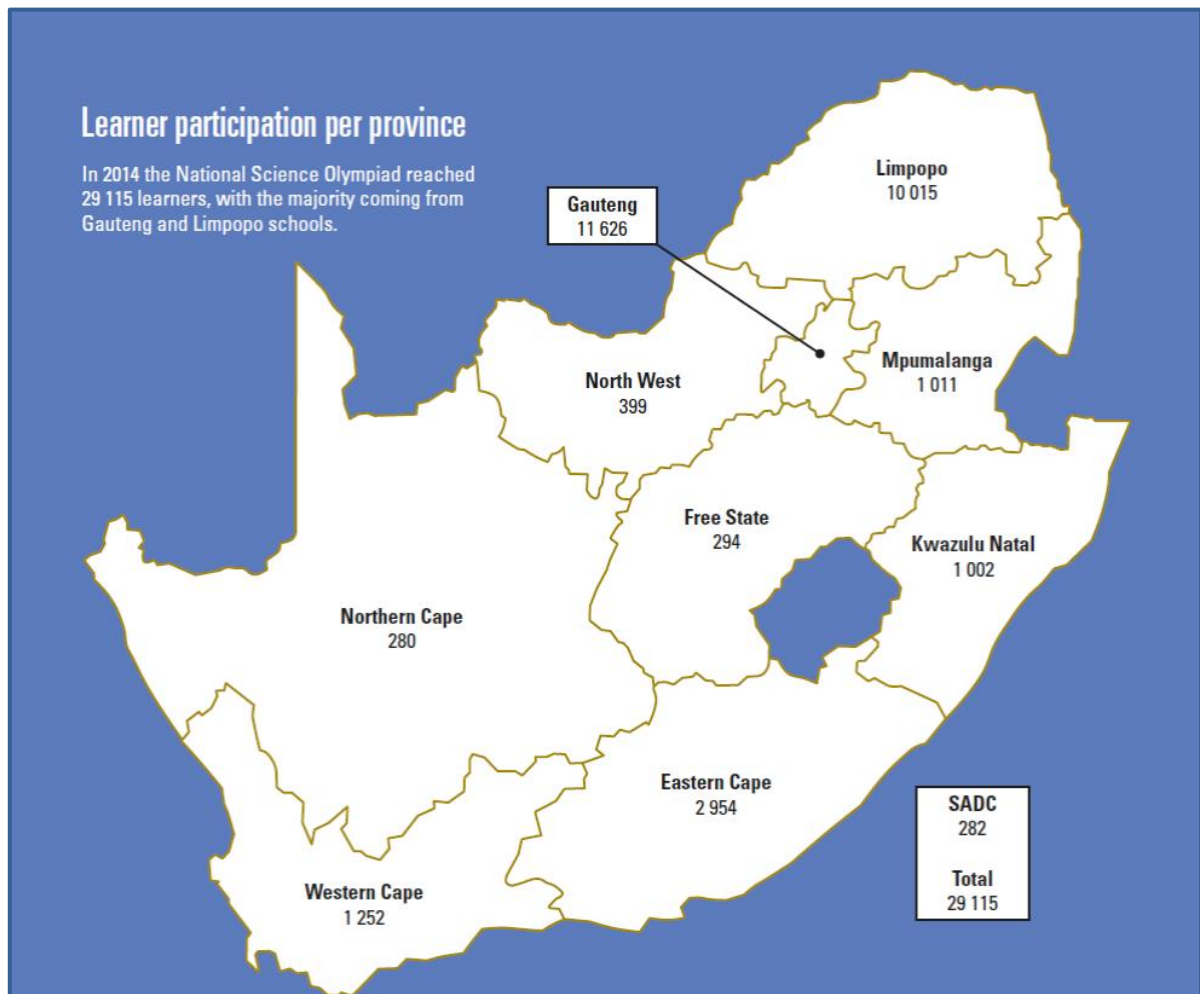 Learner participation per province
In 2014 the National Science Olympiad reached
29 115 learners, with the majority coming from
Gauteng and Limpopo schools.
Limpopo
10 015
Gauteng
11 626
Mpumalanga
1 011
North West
399
Free State
294
Kwazulu Natal
1 002
Northern Cape
280
Eastern Cape
2 954
SADC
282
Total
29 115
Western Cape
1 252